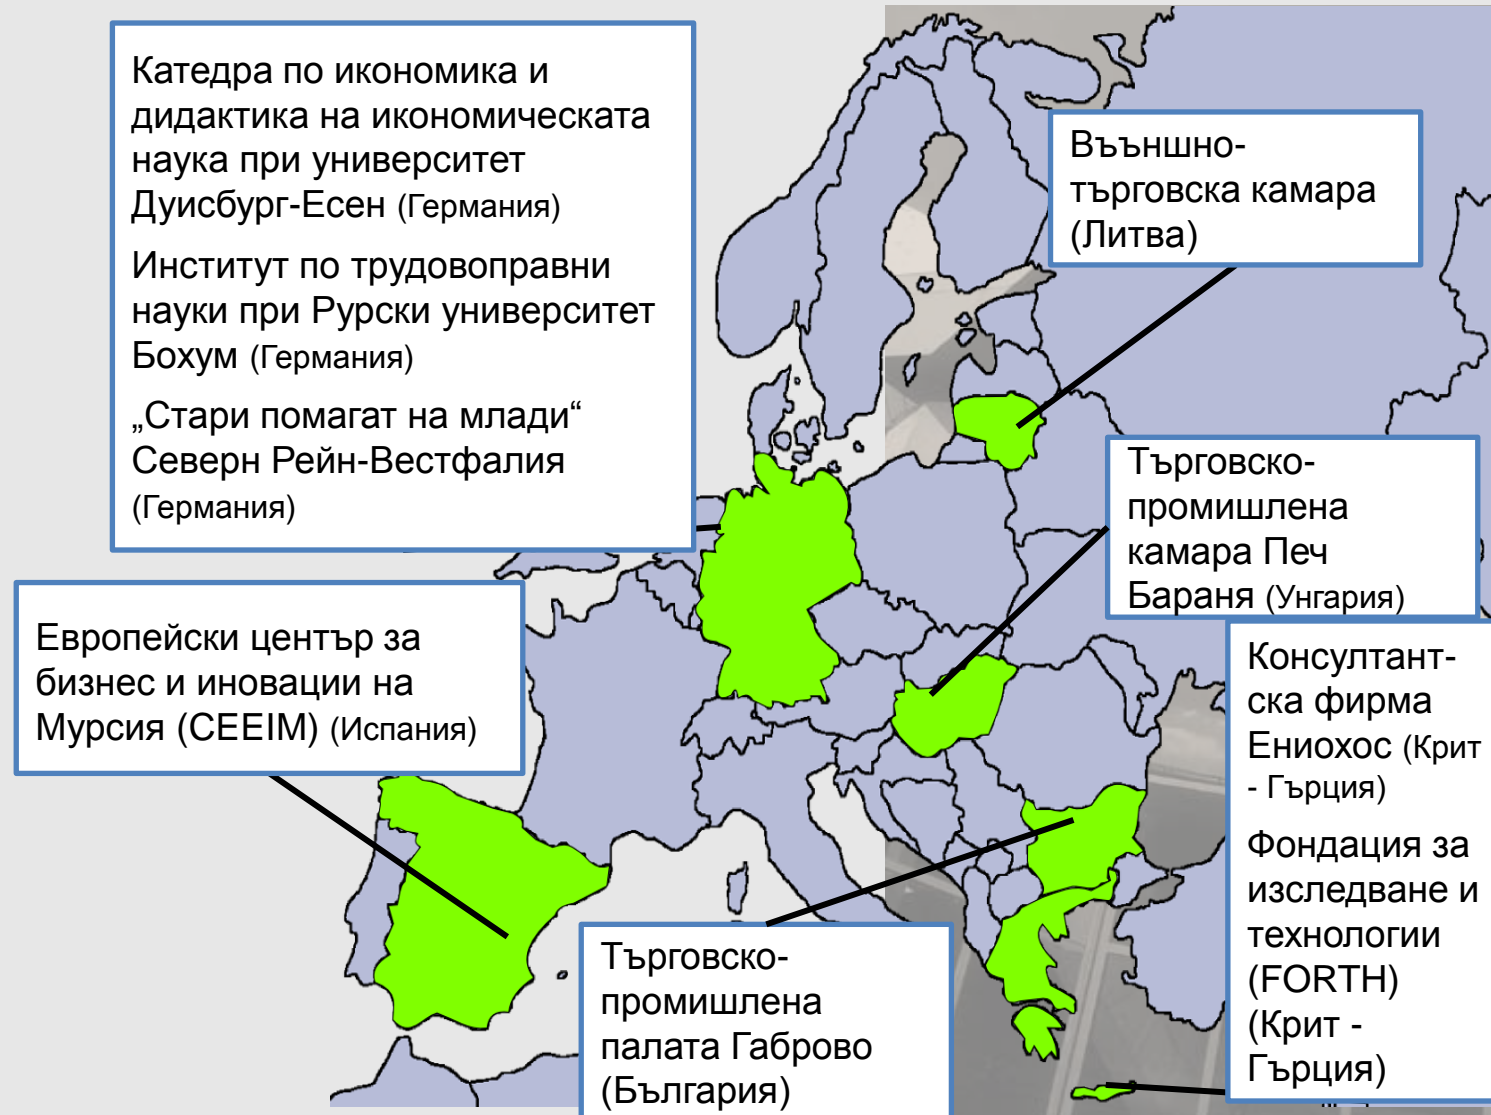 Катедра по икономика и
дидактика на икономическата
наука при университет
Дуисбург-Есен (Германия)
Институт по трудовоправни
науки при Рурски университет
Бохум (Германия)
„Стари помагат на млади“
Северн Рейн-Вестфалия
(Германия)
Въъншно-
търговска камара
(Литва)
Търговско-
промишлена
камара Печ
Бараня (Унгария)
Европейски център за
бизнес и иновации на
Мурсия (CEEIM) (Испания)
Консултант-
ска фирма
Ениохос (Крит
- Гърция)
Фондация за
изследване и
технологии
(FORTH)
(Крит -
Гърция)
Търговско-
промишлена
палата Габрово
(България)